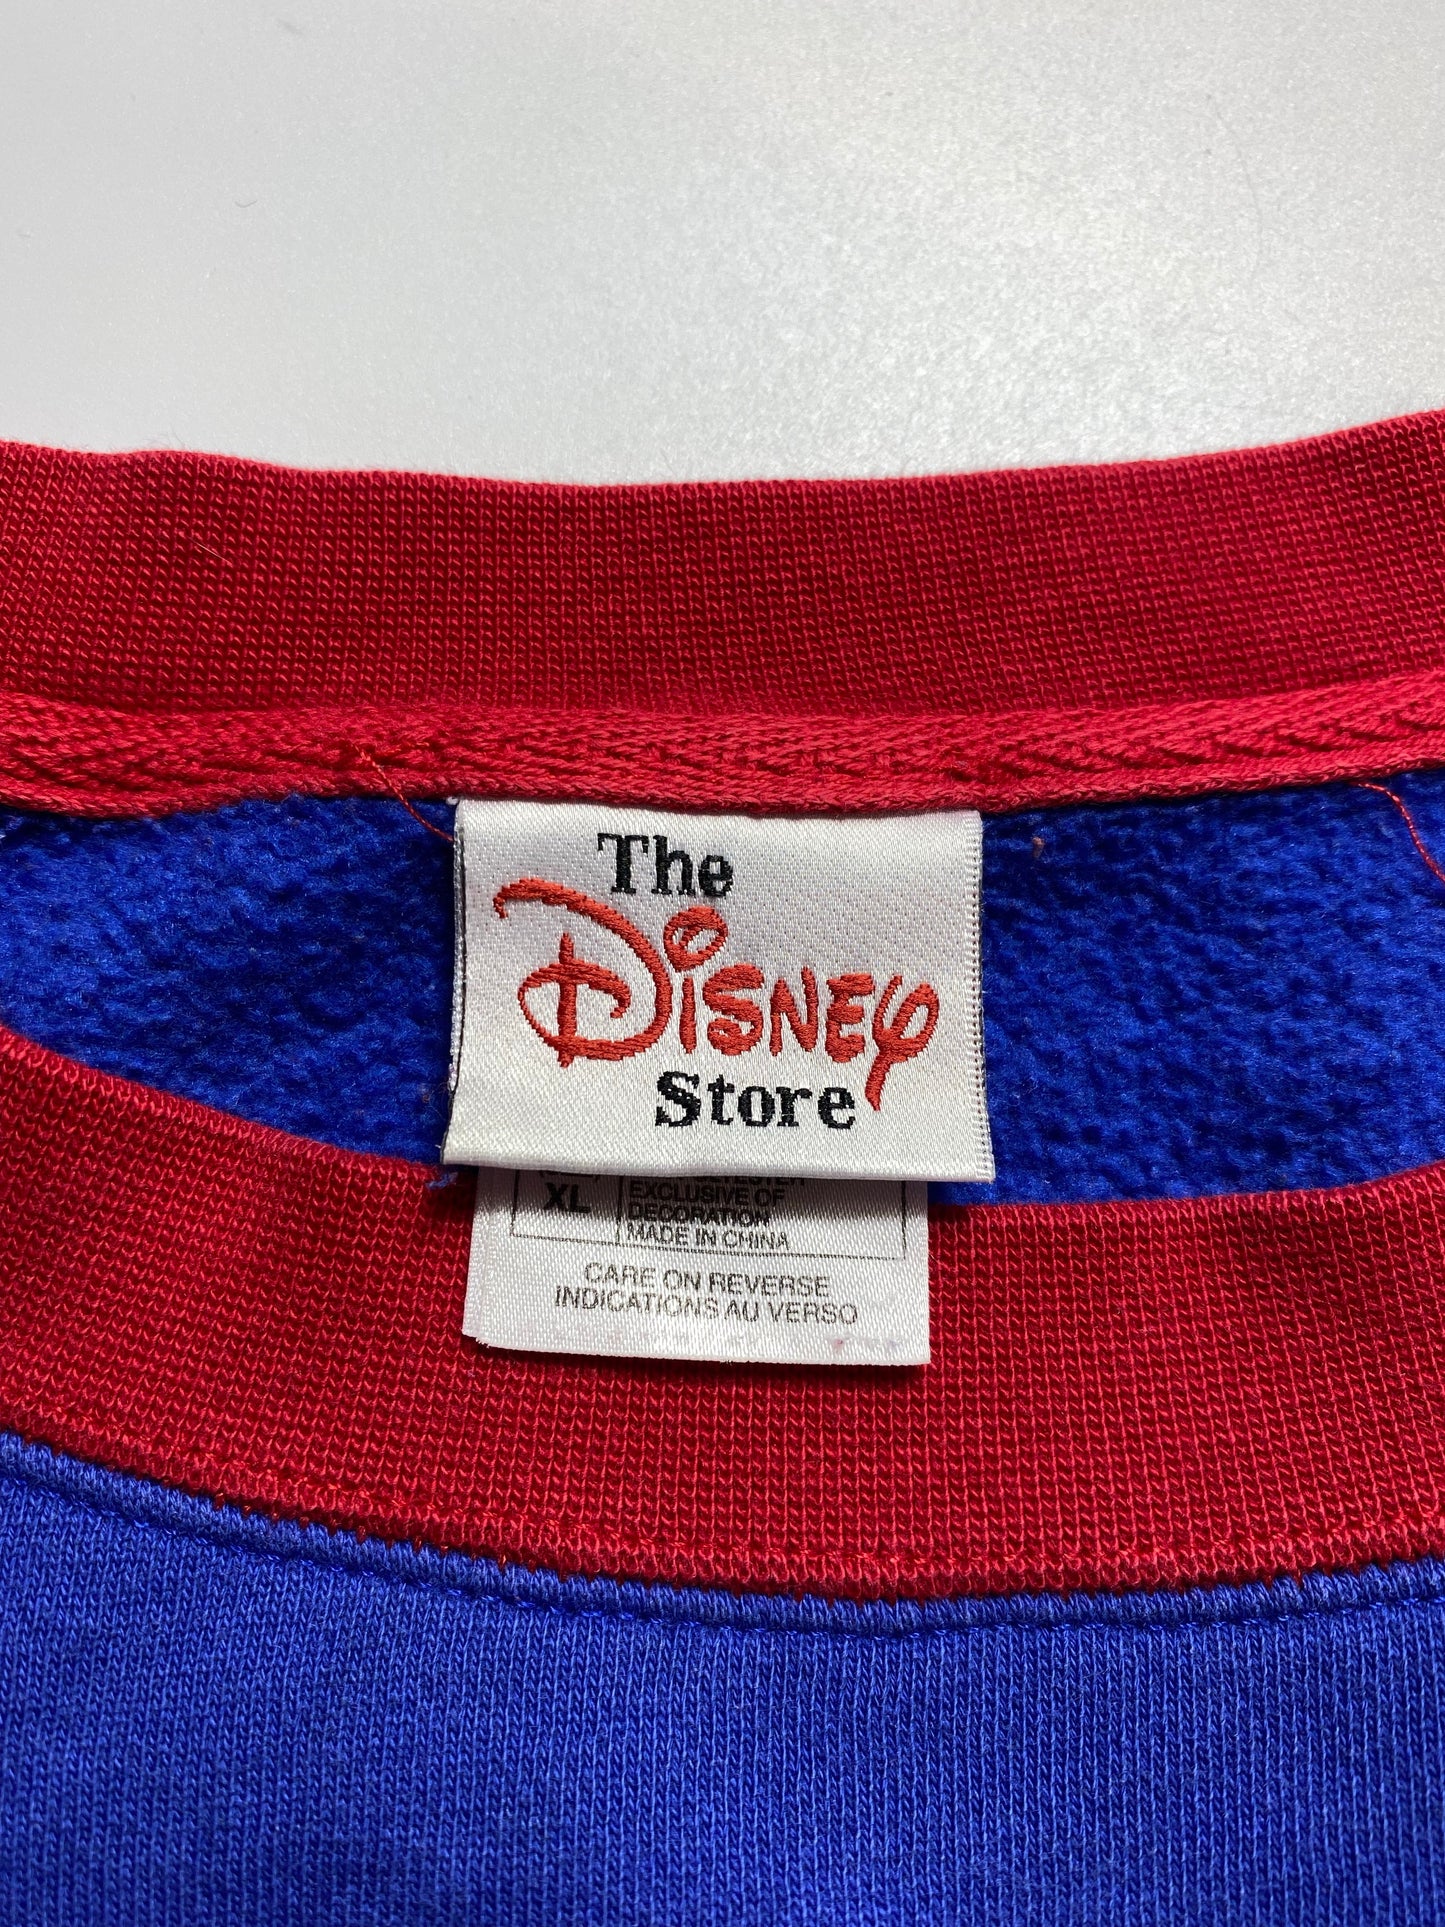 The
Disney
Store
XL
EXCLUSIVE OF
DECORATION
MADE IN CHINA
CARE ON REVERSE
INDICATIONS AU VERSO